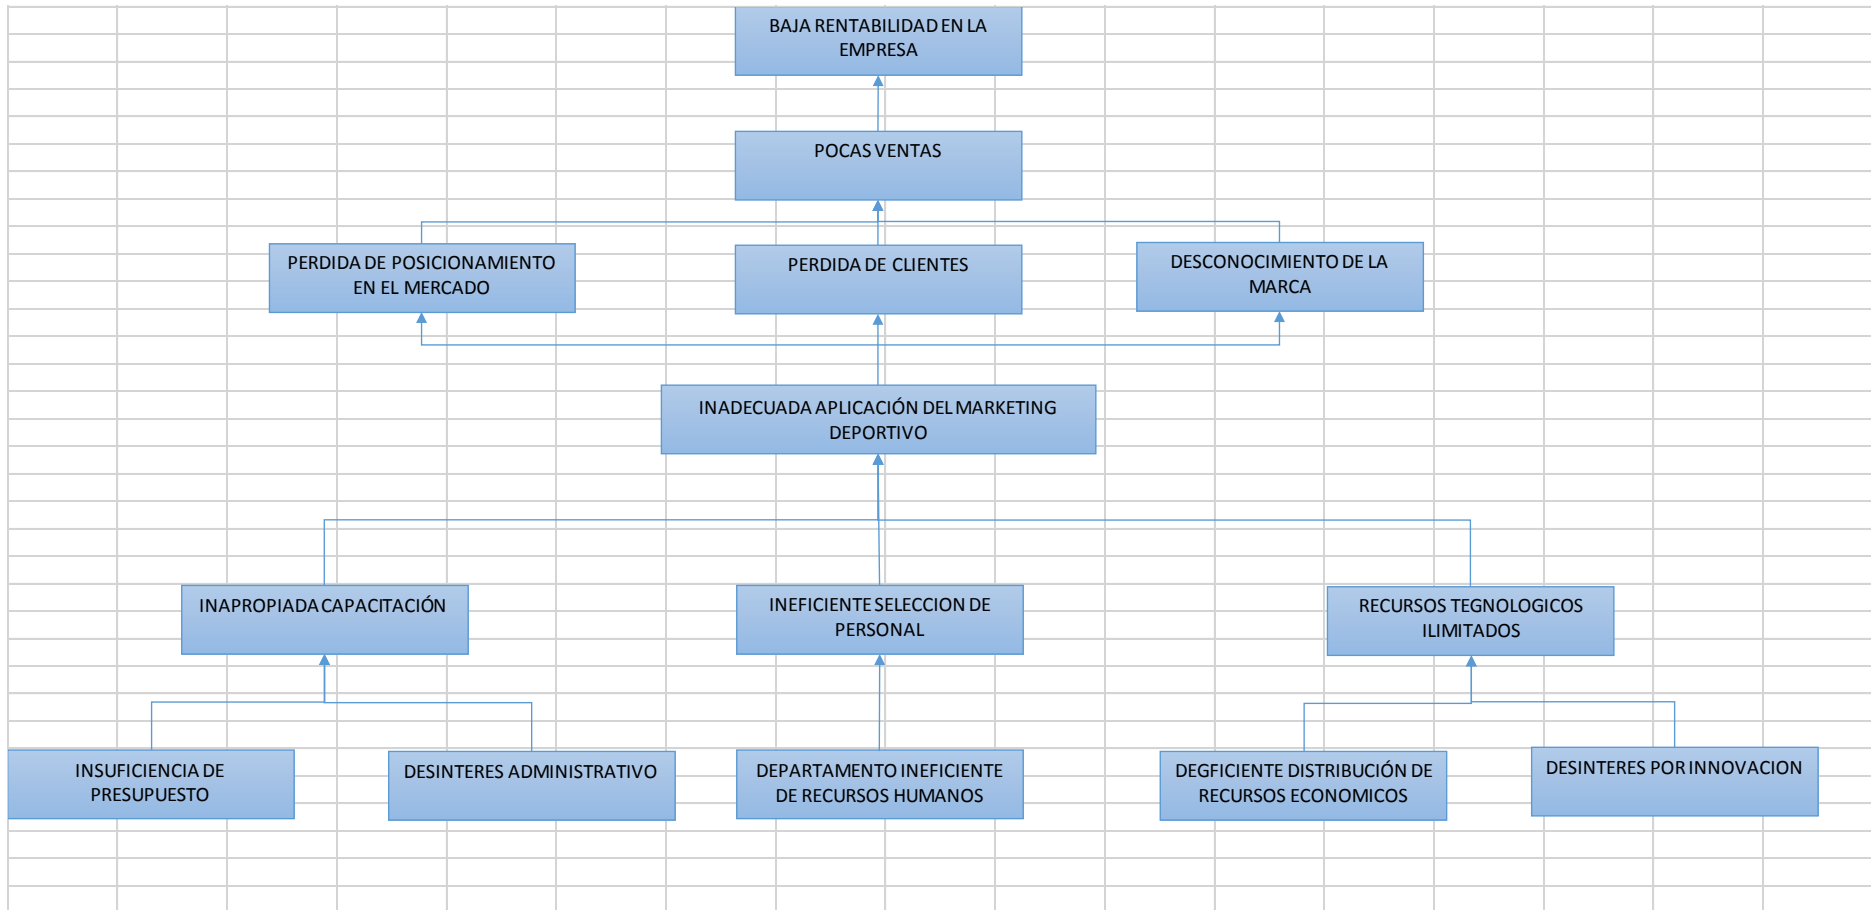 BAJA RENTABILIDAD EN LA
EMPRESA
POCAS VENTAS
PERDIDA DE POSICIONAMIENTO
EN EL MERCADO
PERDIDA DE CLIENTES
DESCONOCIMIENTO DE LA
MARCA
INADECUADA APLICACIÓN DEL MARKETING
DEPORTIVO
INAPROPIADA CAPACITACIÓN
INEFICIENTE SELECCION DE
PERSONAL
RECURSOS TEGNOLOGICOS
ILIMITADOS
INSUFICIENCIA DE
PRESUPUESTO
DESINTERES ADMINISTRATIVO
DEPARTAMENTO INEFICIENTE
DE RECURSOS HUMANOS
DEGFICIENTE DISTRIBUCIÓN DE
RECURSOS ECONOMICOS
DESINTERES POR INNOVACION